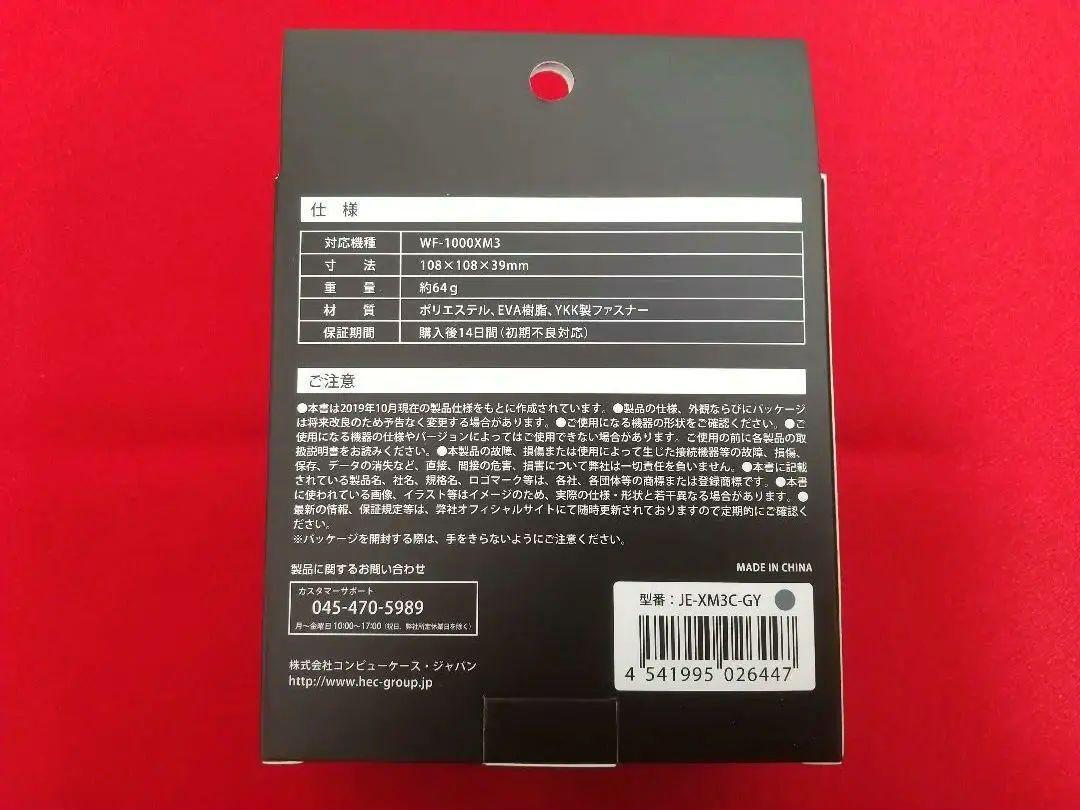 仕 様
対応機種 WF-1000XM3
寸 法 108×108×39mm
重 量 約64g
材 質 ポリエステル、EVA樹脂、YKK製ファスナー
保証期間 購入後14日間(初期不良対応)
ご注意
●本書は2019年10月現在の製品仕様をもとに作成されています。●製品の仕様、外観ならびにパッケージ
は将来改良のため予告なく変更する場合があります。●ご使用になる機器の形状をご確認ください。●ご
使用になる機器の仕様やバージョンによってはご使用できない場合があります。ご使用の前に各製品の取
扱説明書をお読みください。●本製品の故障、損傷または使用によって生じた接続機器等の故障、損傷、
保存、データの消失など、直接、間接の危害、損害について弊社は一切責任を負いません。●本書に記載
されている製品名、社名、規格名、ロゴマーク等は、各社、各団体等の商標または登録商標です。●本書
に使われている画像、イラスト等はイメージのため、実際の仕様・形状と若干異なる場合があります。●
最新の情報、保証規定等は、弊社オフィシャルサイトにて随時更新されておりますので定期的にご確認く
ださい。
※パッケージを開封する際は、手をきらないようにご注意ください。
製品に関するお問い合わせ
カスタマーサポート
045-470-5989
月～金曜日 10:00～17:00 (祝日、弊社所定休業日を除く)
株式会社コンピューケース・ジャパン
http://www.hec-group.jp
MADE IN CHINA
型番：JE-XM3C-GY
4 541995 026447